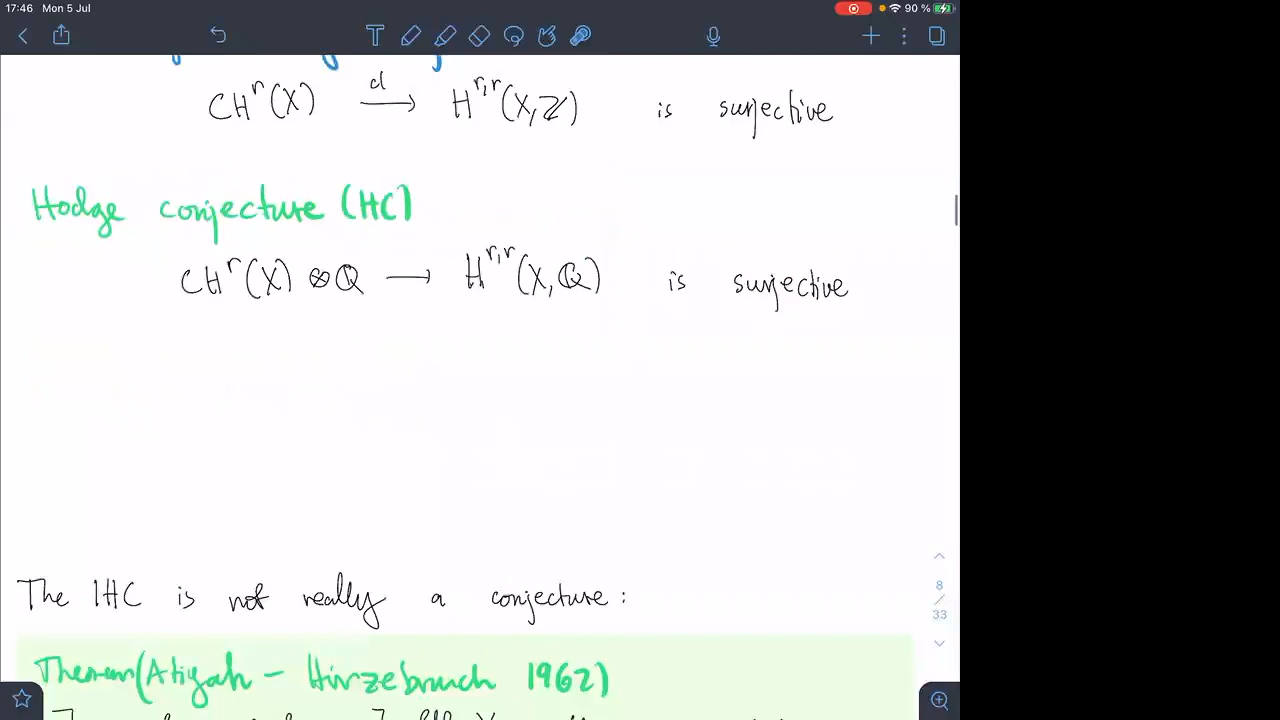 17:46 Mon 5 Jul 90 %
CH^r(X) \xrightarrow{cl} H^{r,r}(X, ℤ) is surjective
Hodge conjecture (HC)
CH^r(X) ⊗ ℚ → H^{r,r}(X, ℚ) is surjective
8
/
33
The IHC is not really a conjecture :
Theorem (Atiyah - Hirzebruch 1962)